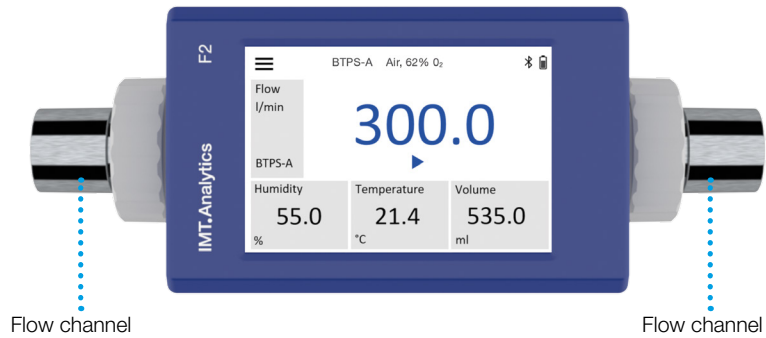 F2
IMT.Analytics
BTPS-A Air, 62% 0₂
Flow
l/min
300.0
BTPS-A
Humidity
55.0
%
Temperature
21.4
°C
Volume
535.0
ml
Flow channel
Flow channel